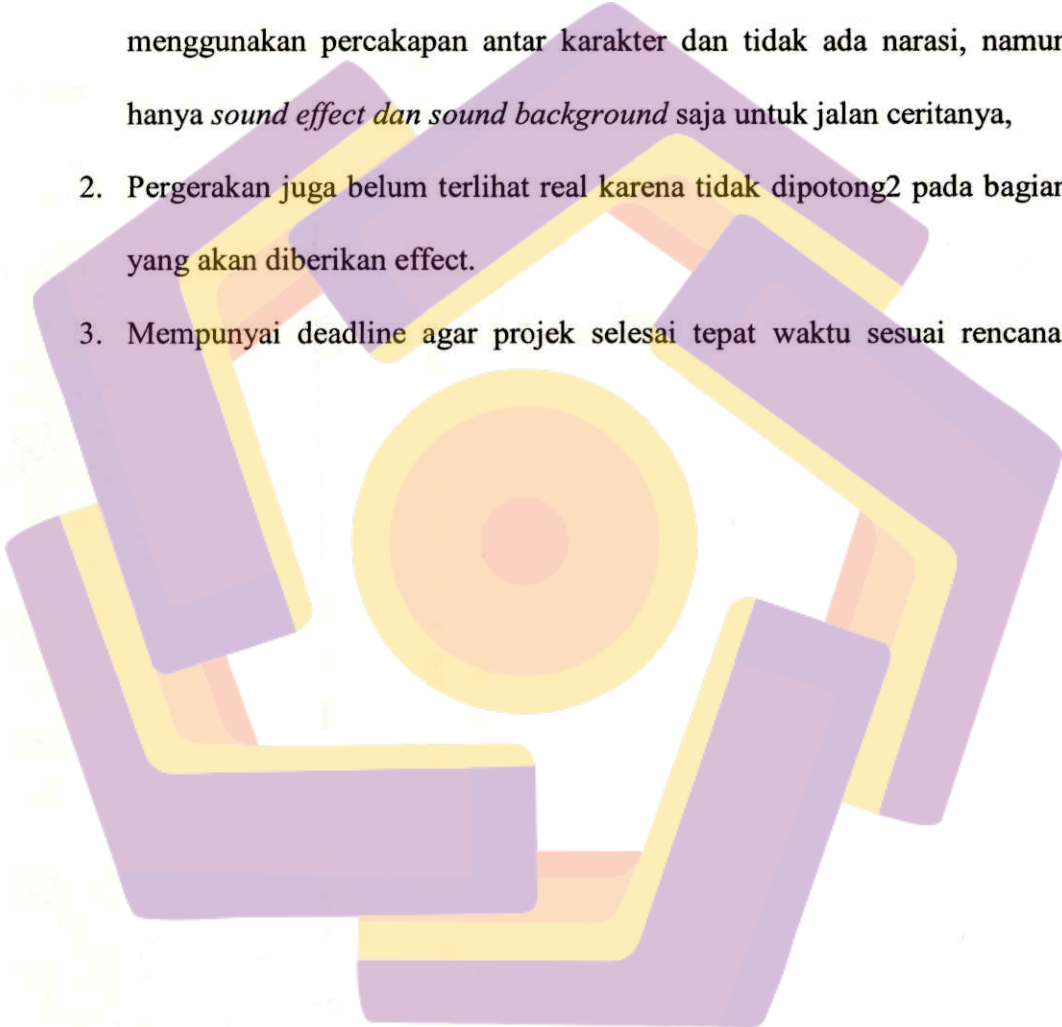 menggunakan percakapan antar karakter dan tidak ada narasi, namun
hanya sound effect dan sound background saja untuk jalan ceritanya,
2. Pergerakan juga belum terlihat real karena tidak dipotong2 pada bagian
yang akan diberikan effect.
3. Mempunyai deadline agar projek selesai tepat waktu sesuai rencana